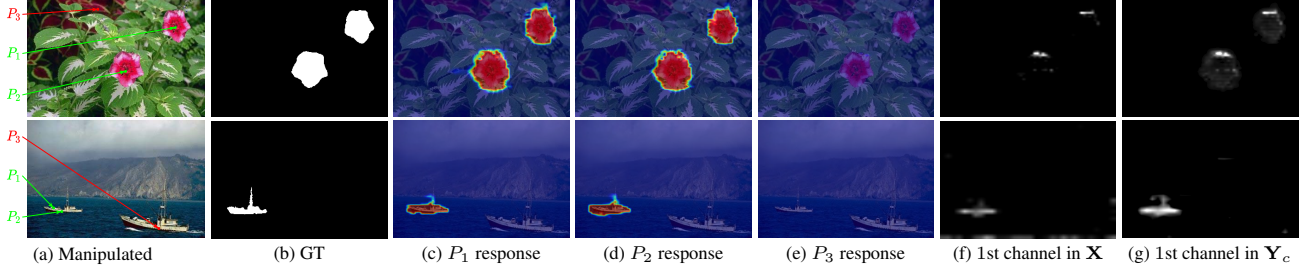 P₃
P₁
P₂
P₃
P₁
P₂
(a) Manipulated
(b) GT
(c) P₁ response
(d) P₂ response
(e) P₃ response
(f) 1st channel in X
(g) 1st channel in Y_c